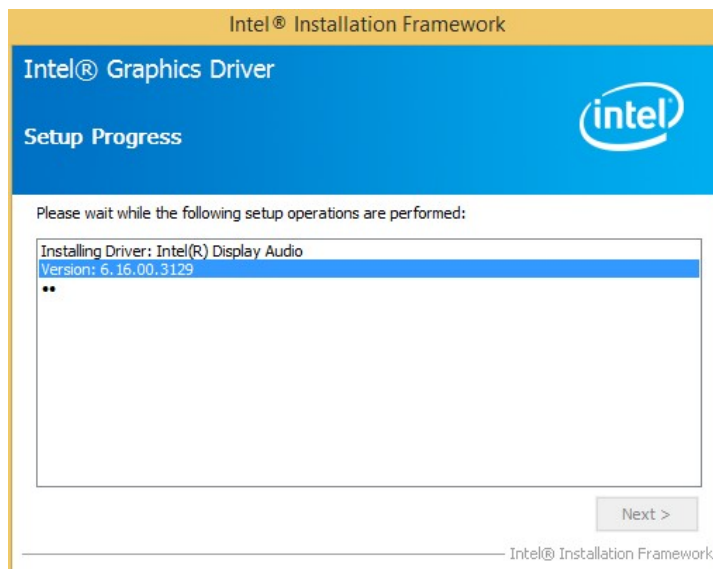 Intel® Installation Framework
Intel® Graphics Driver
intel
Setup Progress
Please wait while the following setup operations are performed:
Installing Driver: Intel(R) Display Audio
Version: 6.16.00.3129
••
Next >
Intel® Installation Framework